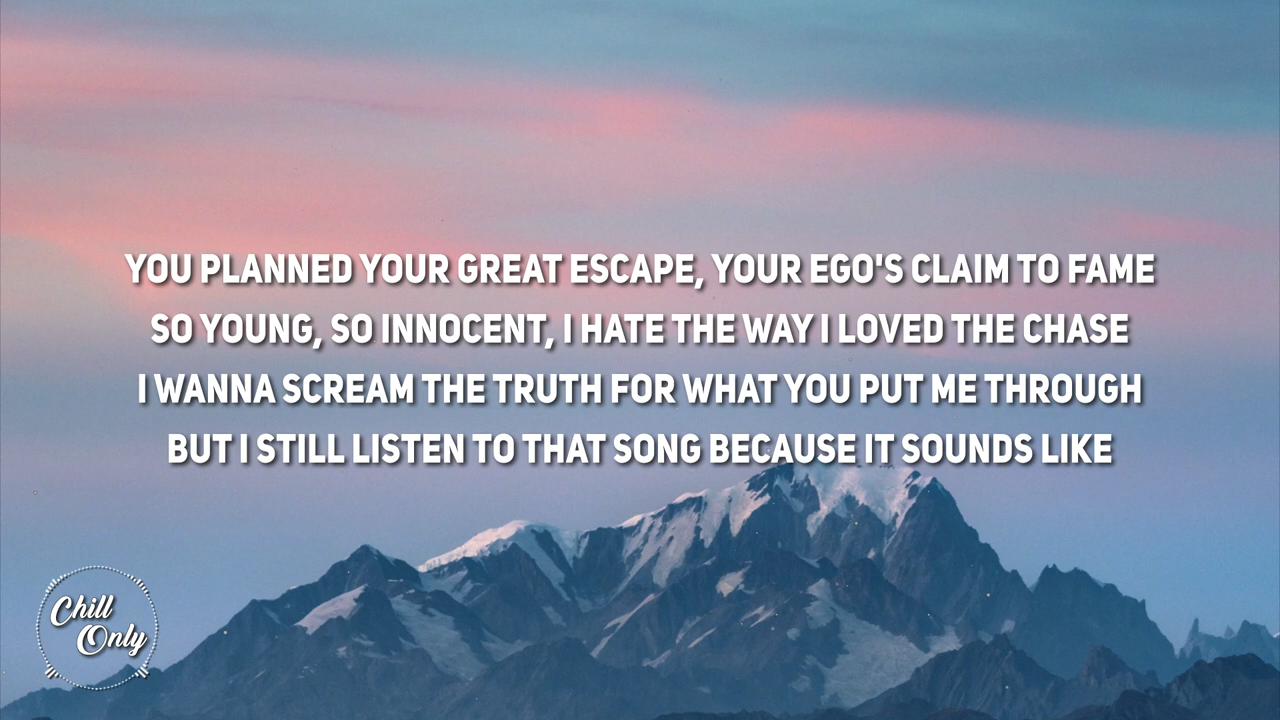 YOU PLANNED YOUR GREAT ESCAPE, YOUR EGO'S CLAIM TO FAME
SO YOUNG, SO INNOCENT, I HATE THE WAY I LOVED THE CHASE
I WANNA SCREAM THE TRUTH FOR WHAT YOU PUT ME THROUGH
BUT I STILL LISTEN TO THAT SONG BECAUSE IT SOUNDS LIKE
Chill
Only